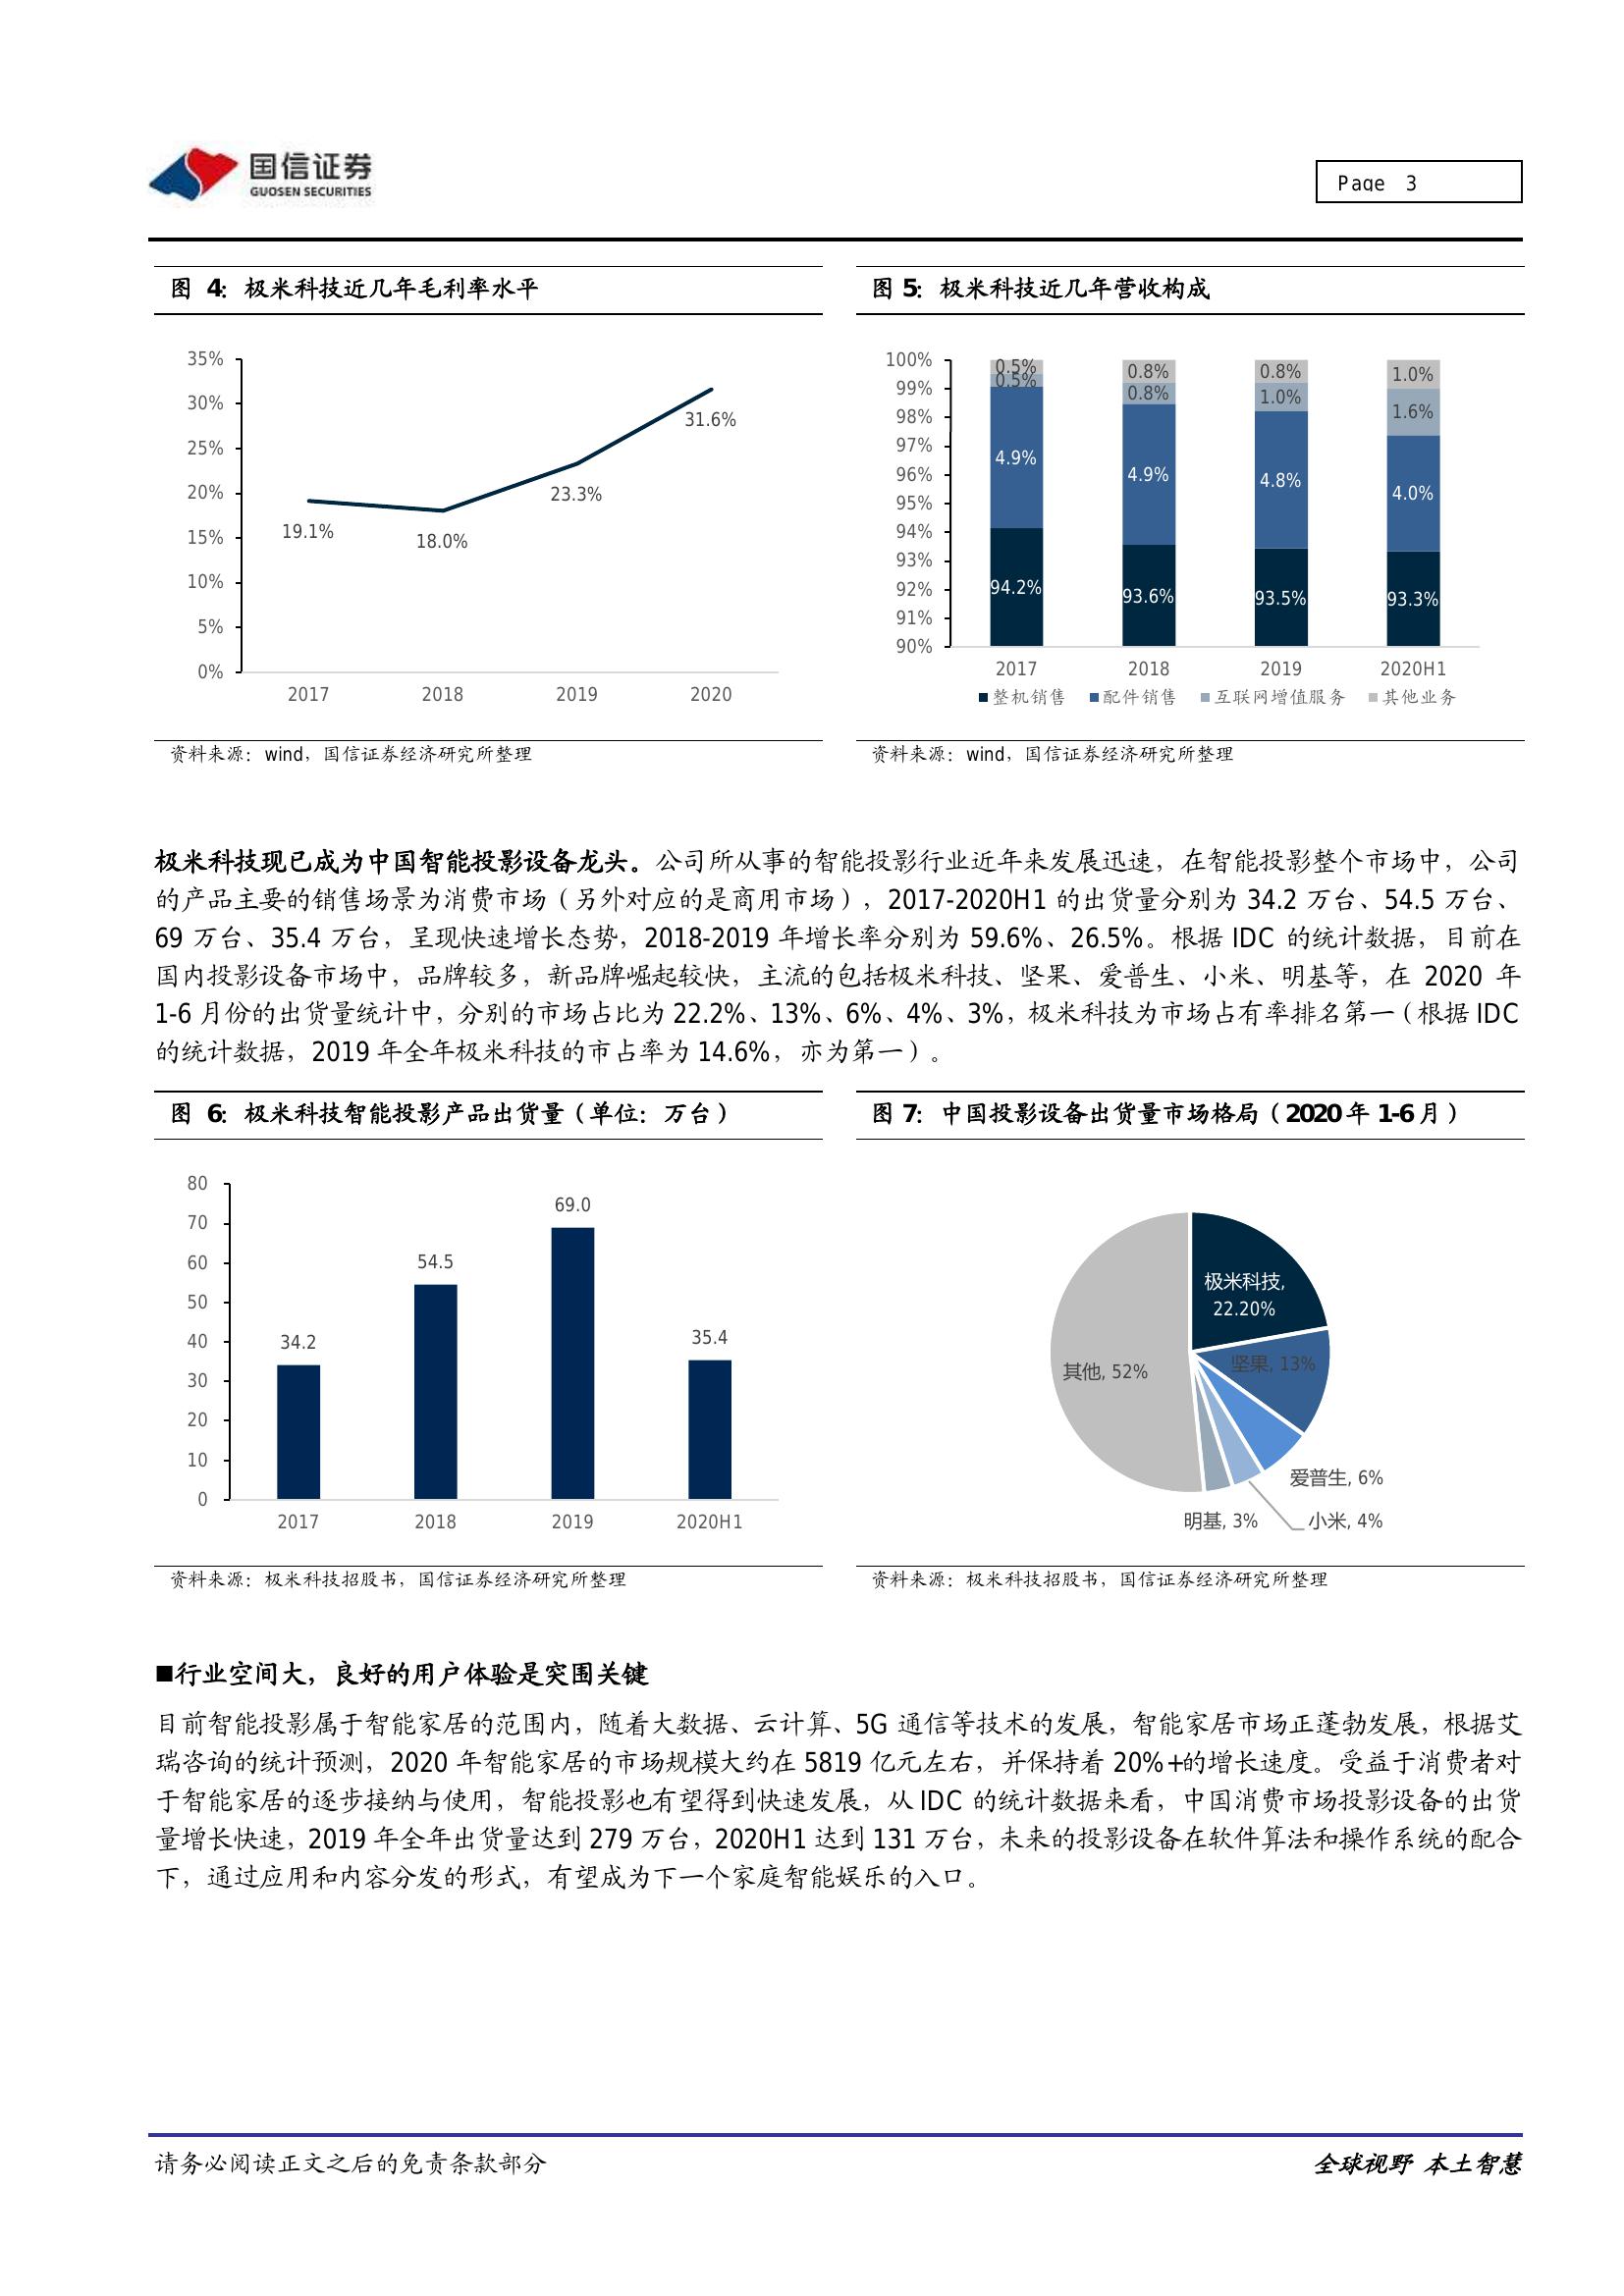 国信证券
GUOSEN SECURITIES
Page 3
图 4：极米科技近几年毛利率水平
35%
30%
25%
20%
15%
10%
5%
0%
19.1%
18.0%
23.3%
31.6%
2017 2018 2019 2020
资料来源：wind，国信证券经济研究所整理
图 5：极米科技近几年营收构成
100%
99%
98%
97%
96%
95%
94%
93%
92%
91%
90%
0.5% 0.8% 0.8% 1.0%
0.5% 0.8% 1.0% 1.6%
4.9% 4.9% 4.8% 4.0%
94.2% 93.6% 93.5% 93.3%
2017 2018 2019 2020H1
整机销售 配件销售 互联网增值服务 其他业务
资料来源：wind，国信证券经济研究所整理
极米科技现已成为中国智能投影设备龙头。公司所从事的智能投影行业近年来发展迅速，在智能投影整个市场中，公司
的产品主要的销售场景为消费市场（另外对应的是商用市场），2017-2020H1 的出货量分别为 34.2 万台、54.5 万台、
69 万台、35.4 万台，呈现快速增长态势，2018-2019 年增长率分别为 59.6%、26.5%。根据 IDC 的统计数据，目前在
国内投影设备市场中，品牌较多，新品牌崛起较快，主流的包括极米科技、坚果、爱普生、小米、明基等，在 2020 年
1-6 月份的出货量统计中，分别的市场占比为 22.2%、13%、6%、4%、3%，极米科技为市场占有率排名第一（根据 IDC
的统计数据，2019 年全年极米科技的市占率为 14.6%，亦为第一）。
图 6：极米科技智能投影产品出货量（单位：万台）
80
70
60
50
40
30
20
10
0
34.2
54.5
69.0
35.4
2017 2018 2019 2020H1
资料来源：极米科技招股书，国信证券经济研究所整理
图 7：中国投影设备出货量市场格局（2020 年 1-6 月）
极米科技,
22.20%
坚果, 13%
其他, 52%
爱普生, 6%
明基, 3%
小米, 4%
资料来源：极米科技招股书，国信证券经济研究所整理
■行业空间大，良好的用户体验是突围关键
目前智能投影属于智能家居的范围内，随着大数据、云计算、5G 通信等技术的发展，智能家居市场正蓬勃发展，根据艾
瑞咨询的统计预测，2020 年智能家居的市场规模大约在 5819 亿元左右，并保持着 20%+的增长速度。受益于消费者对
于智能家居的逐步接纳与使用，智能投影也有望得到快速发展，从 IDC 的统计数据来看，中国消费市场投影设备的出货
量增长快速，2019 年全年出货量达到 279 万台，2020H1 达到 131 万台，未来的投影设备在软件算法和操作系统的配合
下，通过应用和内容分发的形式，有望成为下一个家庭智能娱乐的入口。
请务必阅读正文之后的免责条款部分
全球视野 本土智慧